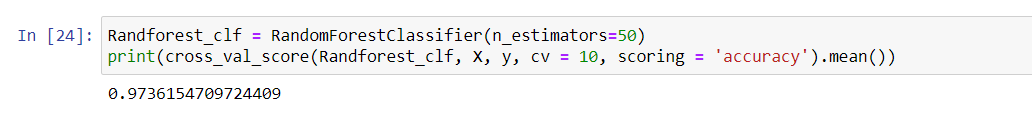 In [24]: Randforest_clf = RandomForestClassifier(n_estimators=50)
print(cross_val_score(Randforest_clf, X, y, cv = 10, scoring = 'accuracy').mean())
0.9736154709724409